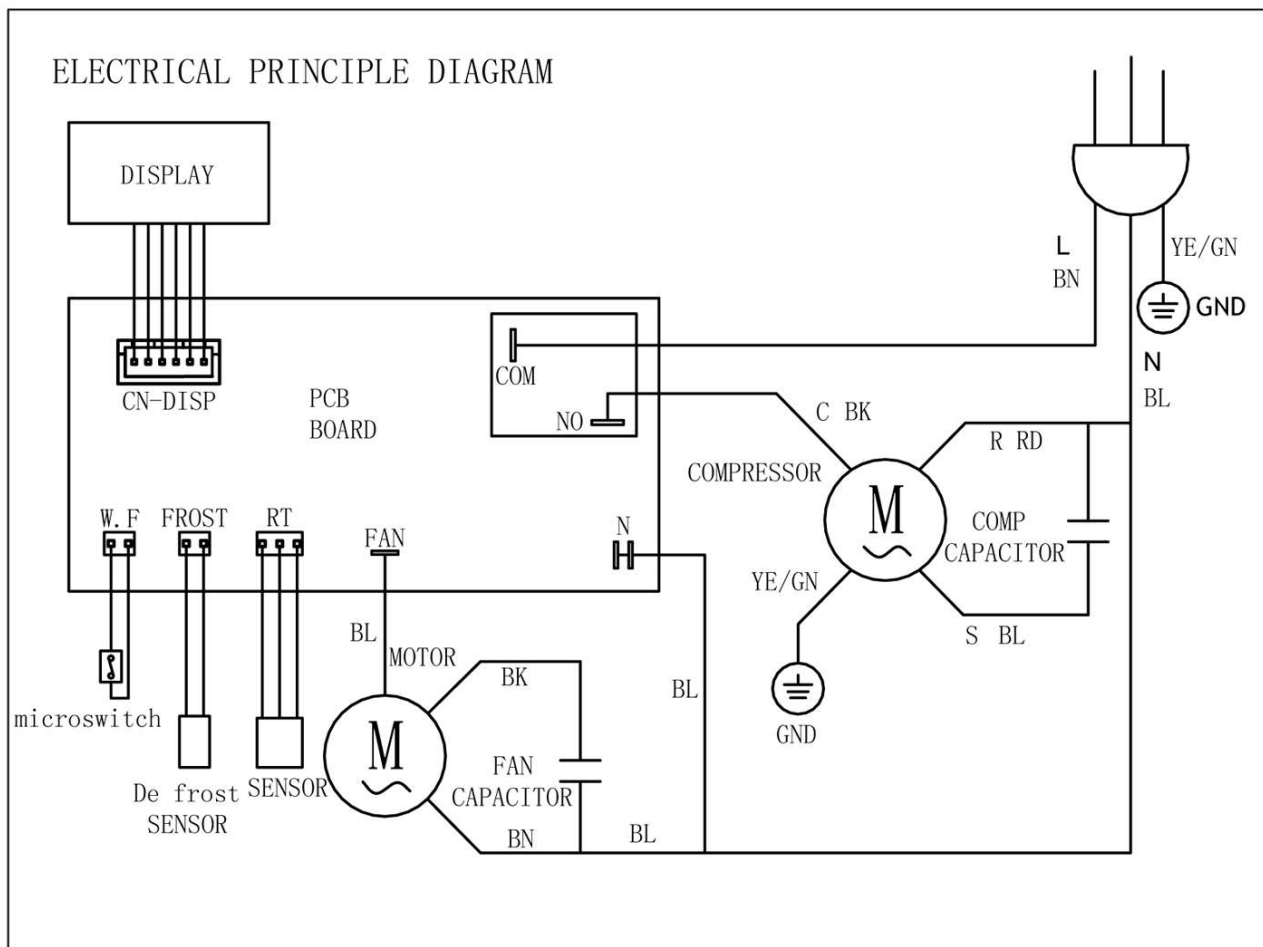 ELECTRICAL PRINCIPLE DIAGRAM
DISPLAY
L
BN
YE/GN
GND
N
BL
CN-DISP
PCB
BOARD
COM
NO
C BK
R RD
COMPRESSOR
M
COMP
CAPACITOR
YE/GN
S BL
GND
W.F
FROST
RT
FAN
N
BL
MOTOR
BK
BL
microswitch
M
FAN
CAPACITOR
De frost
SENSOR
SENSOR
BN
BL